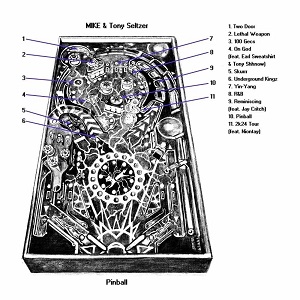 MIKE & Tony Seltzer
1
2
3
4
5
6
7
8
9
10
11
1. Two Door
2. Lethal Weapon
3. 100 Gecs
4. On God
(feat. Earl Sweatshirt
& Tony Shhnow)
5. Skurr
6. Underground Kingz
7. Yin-Yang
8. R&B
9. Reminiscing
(feat. Jay Critch)
10. Pinball
11. 2k24 Tour
(feat. Niontay)
Pinball